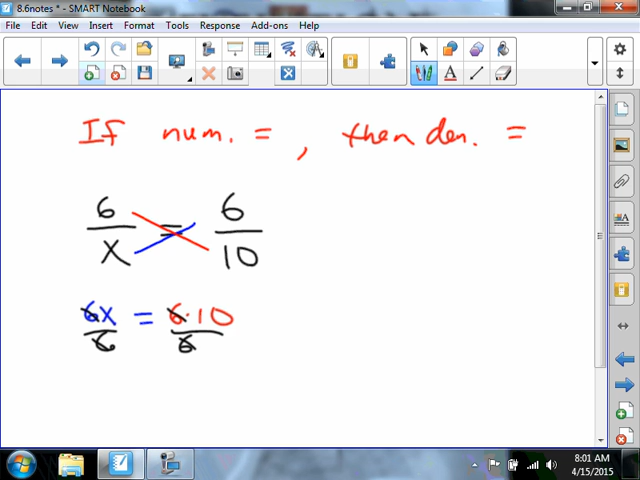 8.6notes * - SMART Notebook
File Edit View Insert Format Tools Response Add-ons Help
If num. = , then den. =
6 = 6
x 10
6x = 6·10
6 6
8:01 AM
4/15/2015